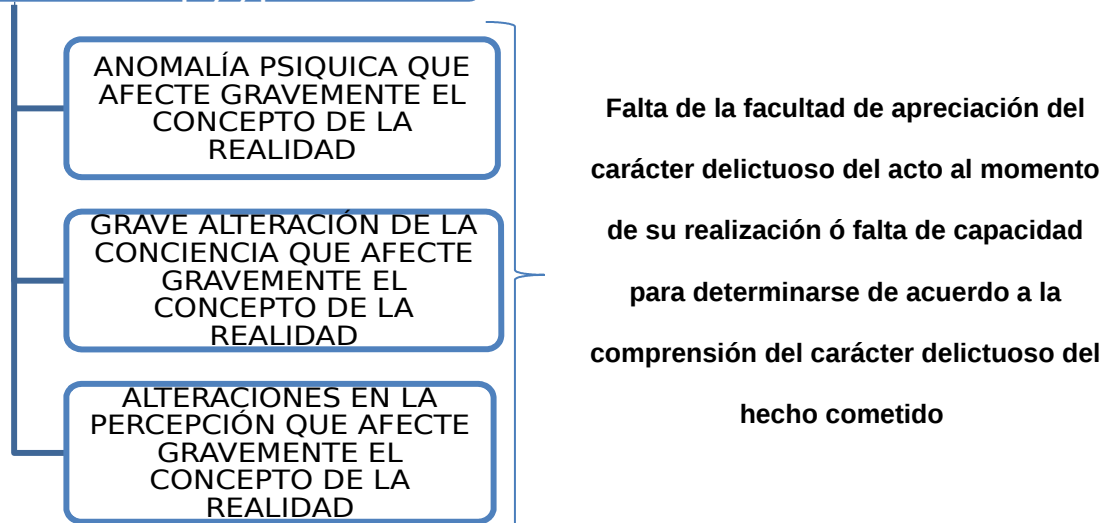 ANOMALÍA PSIQUICA QUE
AFECTE GRAVEMENTE EL
CONCEPTO DE LA
REALIDAD
GRAVE ALTERACIÓN DE LA
CONCIENCIA QUE AFECTE
GRAVEMENTE EL
CONCEPTO DE LA
REALIDAD
ALTERACIONES EN LA
PERCEPCIÓN QUE AFECTE
GRAVEMENTE EL
CONCEPTO DE LA
REALIDAD
Falta de la facultad de apreciación del
carácter delictuoso del acto al momento
de su realización ó falta de capacidad
para determinarse de acuerdo a la
comprensión del carácter delictuoso del
hecho cometido